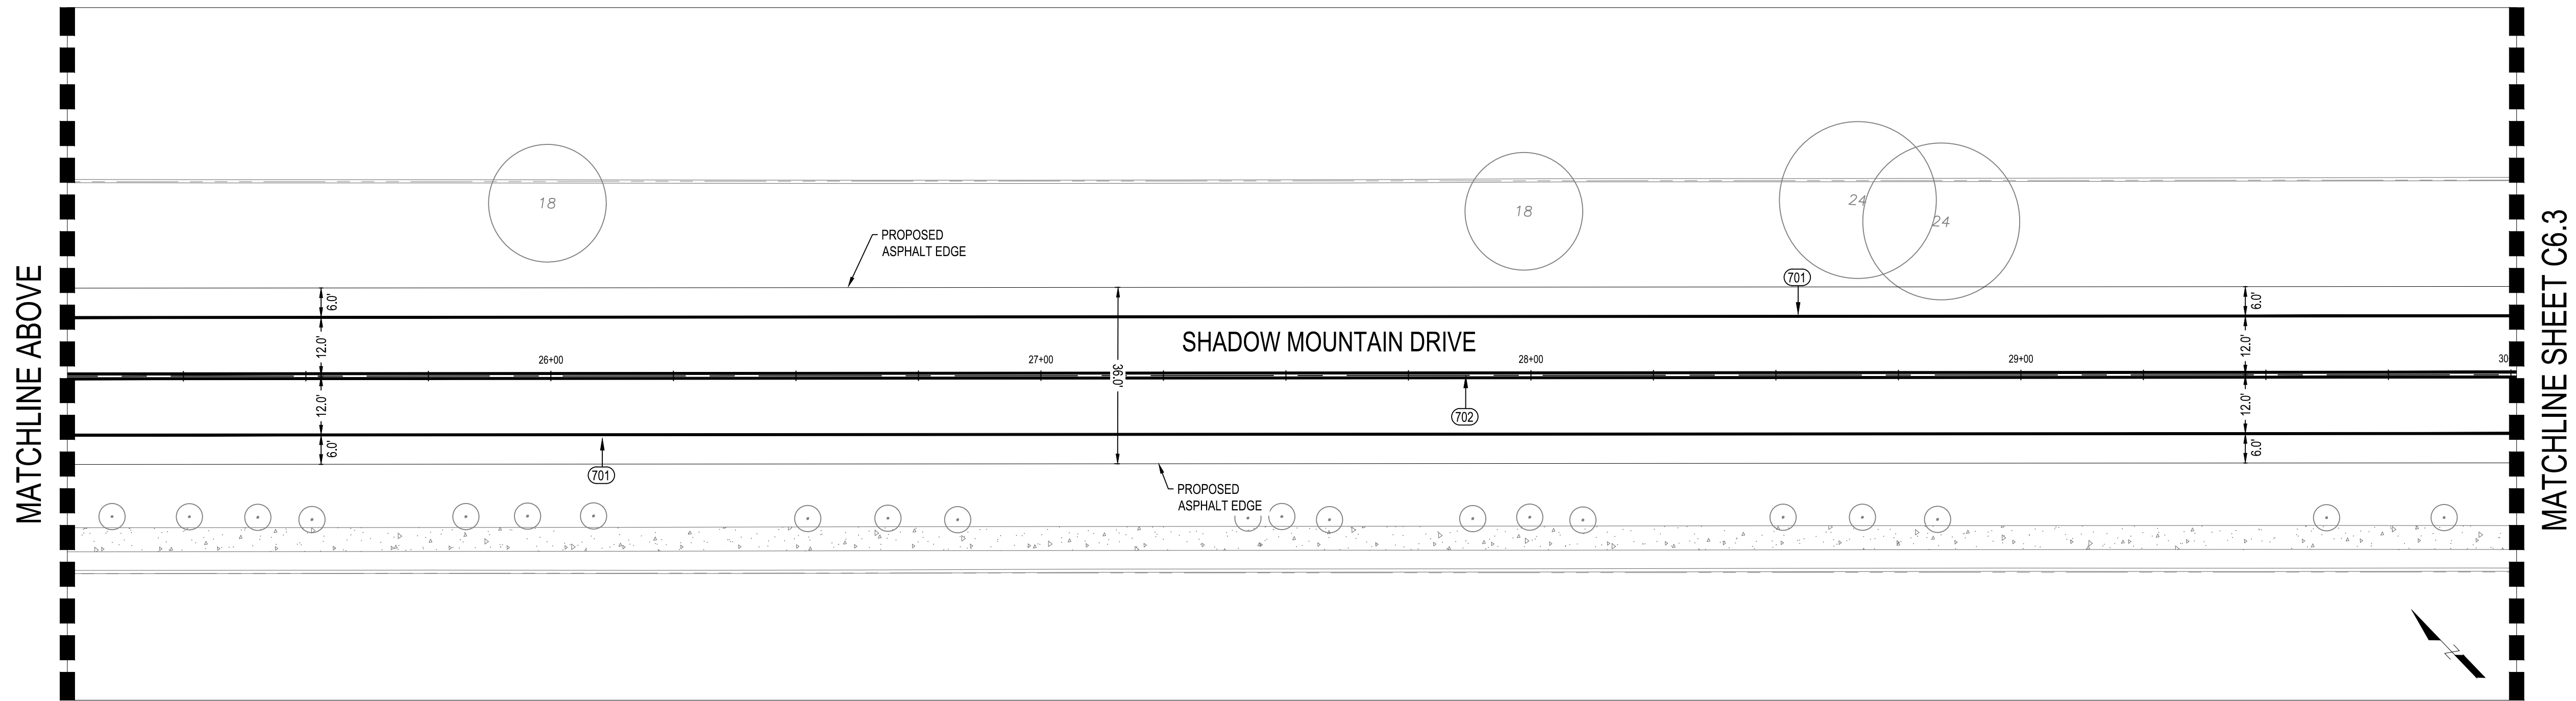 MATCHLINE ABOVE
18
18
24
24
PROPOSED
ASPHALT EDGE
701
6.0'
6.0'
SHADOW MOUNTAIN DRIVE
12.0'
12.0'
26+00
27+00
28+00
29+00
30
36.0'
12.0'
12.0'
702
6.0'
6.0'
701
PROPOSED
ASPHALT EDGE
N
MATCHLINE SHEET C6.3